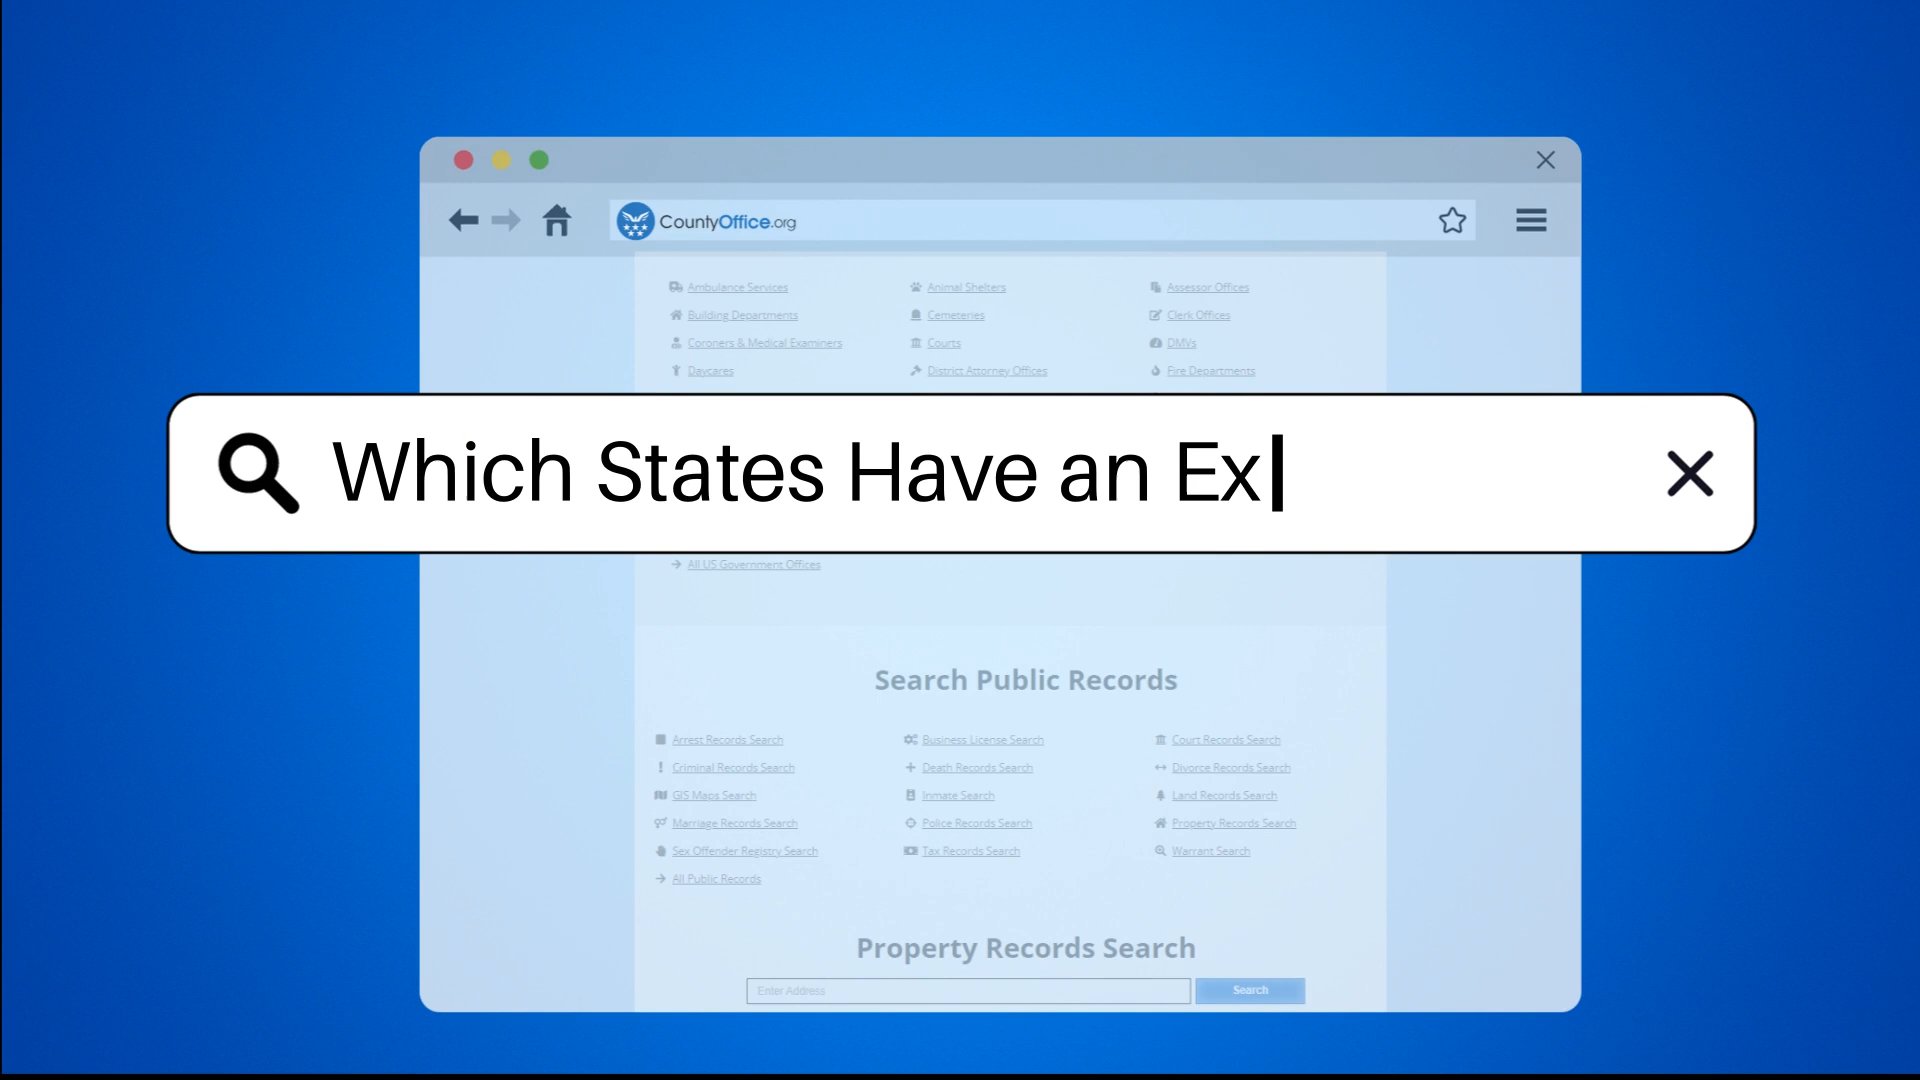 CountyOffice.org
Ambulance Services Animal Shelters Assessor Offices
Building Departments Cemeteries Clerk Offices
Coroners & Medical Examiners Courts DMVs
Daycares District Attorney Offices Fire Departments
Which States Have an Ex
All US Government Offices
Search Public Records
Arrest Records Search Business License Search Court Records Search
Criminal Records Search Death Records Search Divorce Records Search
GIS Maps Search Inmate Search Land Records Search
Marriage Records Search Police Records Search Property Records Search
Sex Offender Registry Search Tax Records Search Warrant Search
All Public Records
Property Records Search
Enter Address Search